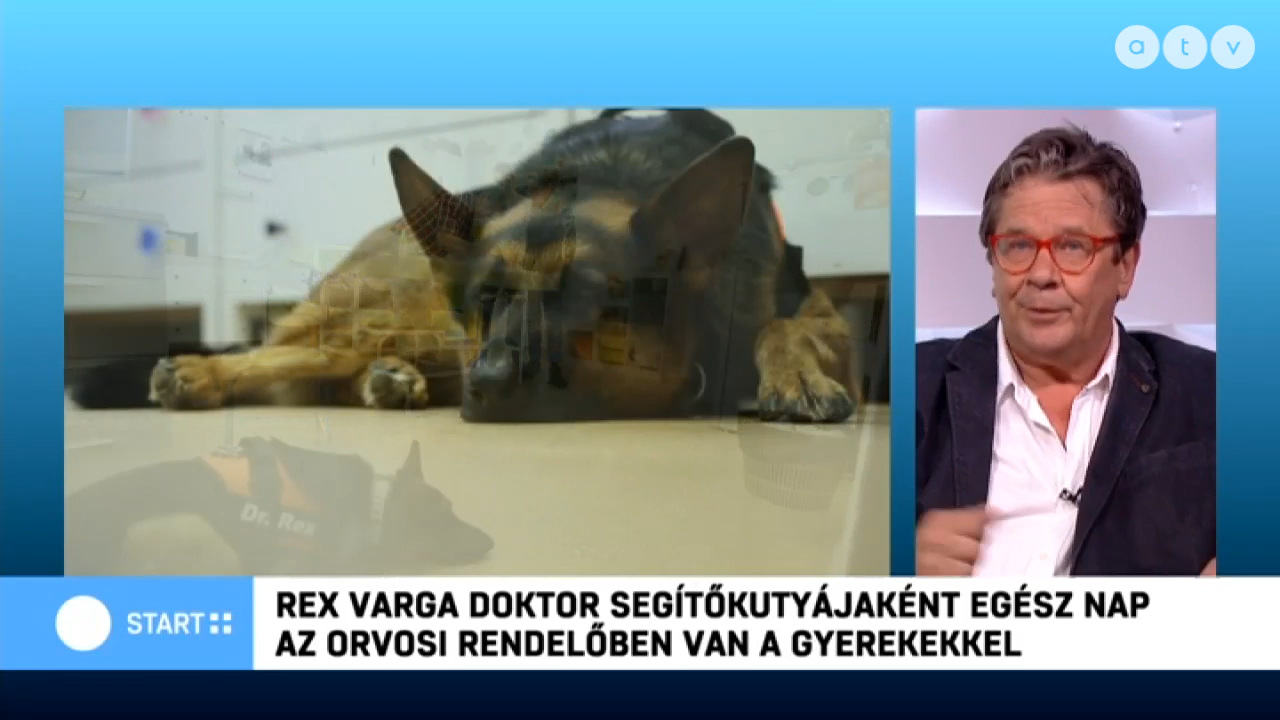 atv
Dr. Rex
START
REX VARGA DOKTOR SEGÍTŐKUTYÁJAKÉNT EGÉSZ NAP
AZ ORVOSI RENDELŐBEN VAN A GYEREKEKKEL